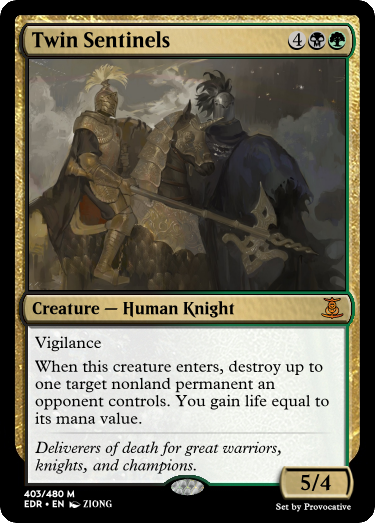 Twin Sentinels 4
Creature — Human Knight
Vigilance
When this creature enters, destroy up to
one target nonland permanent an
opponent controls. You gain life equal to
its mana value.
Deliverers of death for great warriors,
knights, and champions.
5/4
403/480 M
EDR • EN ZIONG
Set by Provocative